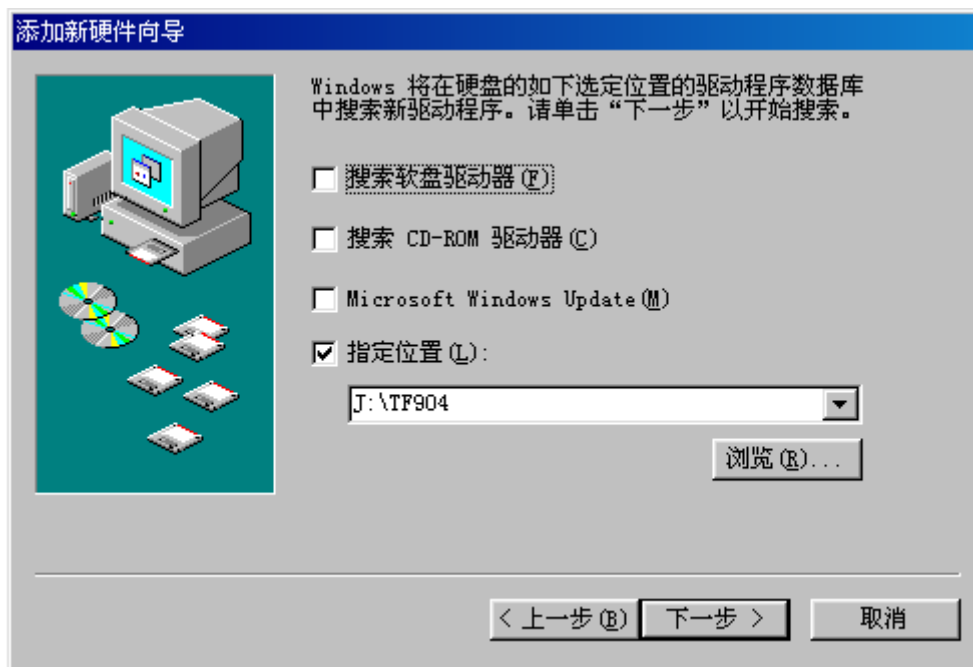 添加新硬件向导
Windows 将在硬盘的如下选定位置的驱动程序数据库
中搜索新驱动程序。请单击“下一步”以开始搜索。
搜索软盘驱动器(F)
搜索 CD-ROM 驱动器(C)
Microsoft Windows Update(M)
指定位置(L):
J:\TF904
浏览(R)...
< 上一步(B)
下一步 >
取消